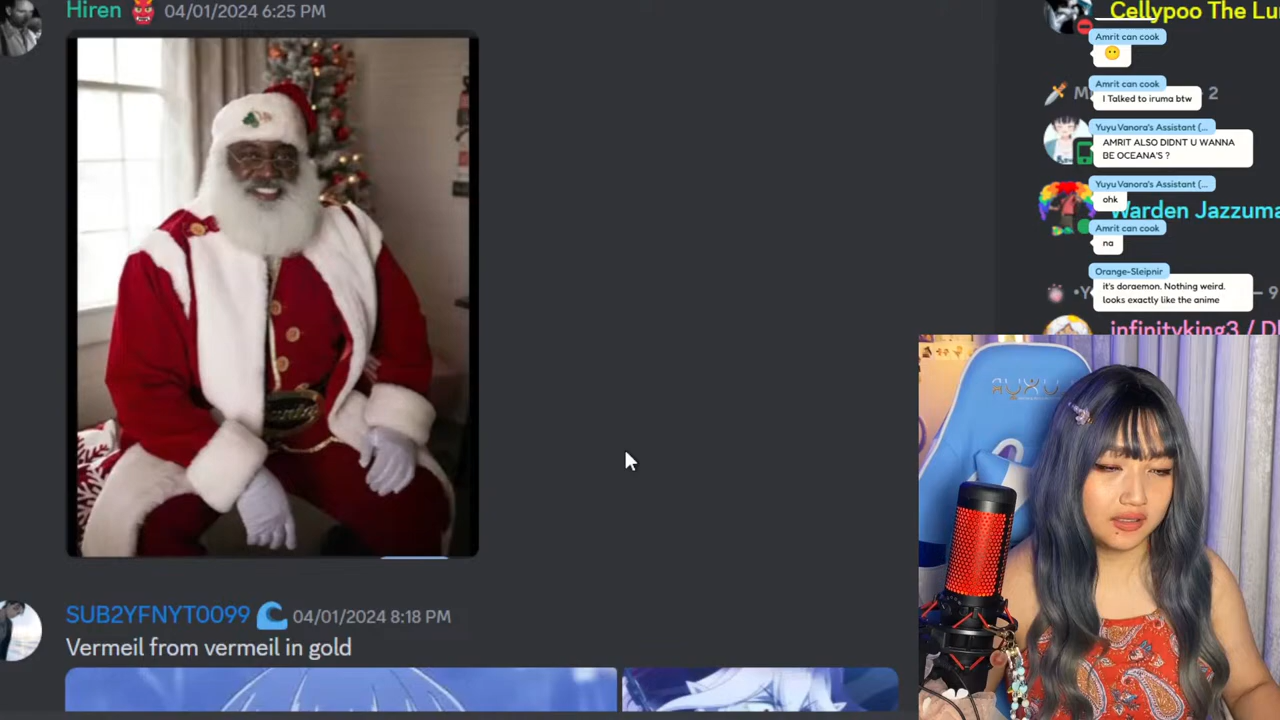 Hiren 04/01/2024 6:25 PM
SUB2YFNYT0099 04/01/2024 8:18 PM
Vermeil from vermeil in gold
Cellypoo The Lu
Amrit can cook
Amrit can cook
I Talked to iruma btw
2
Yuyu Vanora's Assistant (...
AMRIT ALSO DIDNT U WANNA
BE OCEANA'S ?
Yuyu Vanora's Assistant (...
ohk
Warden Jazzuma
Amrit can cook
na
Orange-Sleipnir
it's doraemon. Nothing weird.
looks exactly like the anime
9
infinityking3 / D